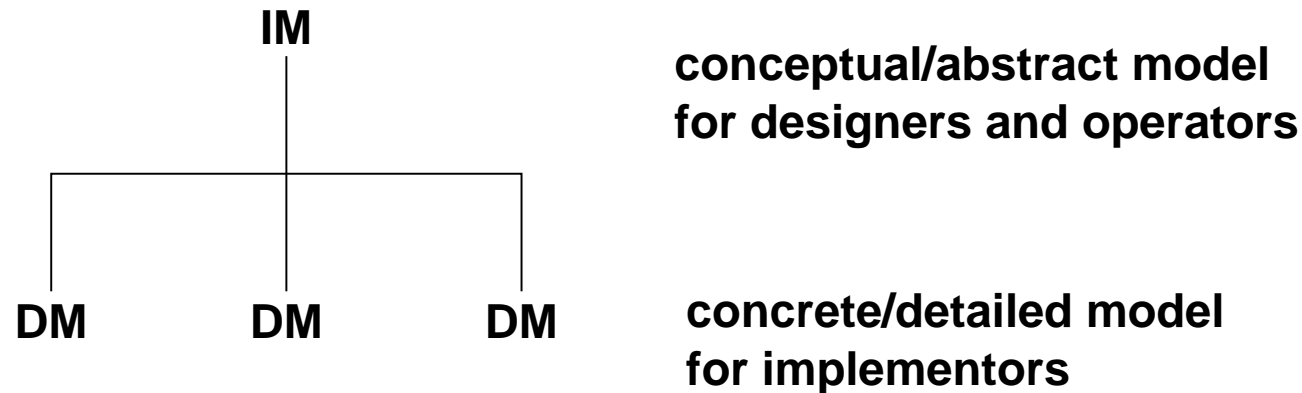 IM
conceptual/abstract model
for designers and operators
DM DM DM
concrete/detailed model
for implementors